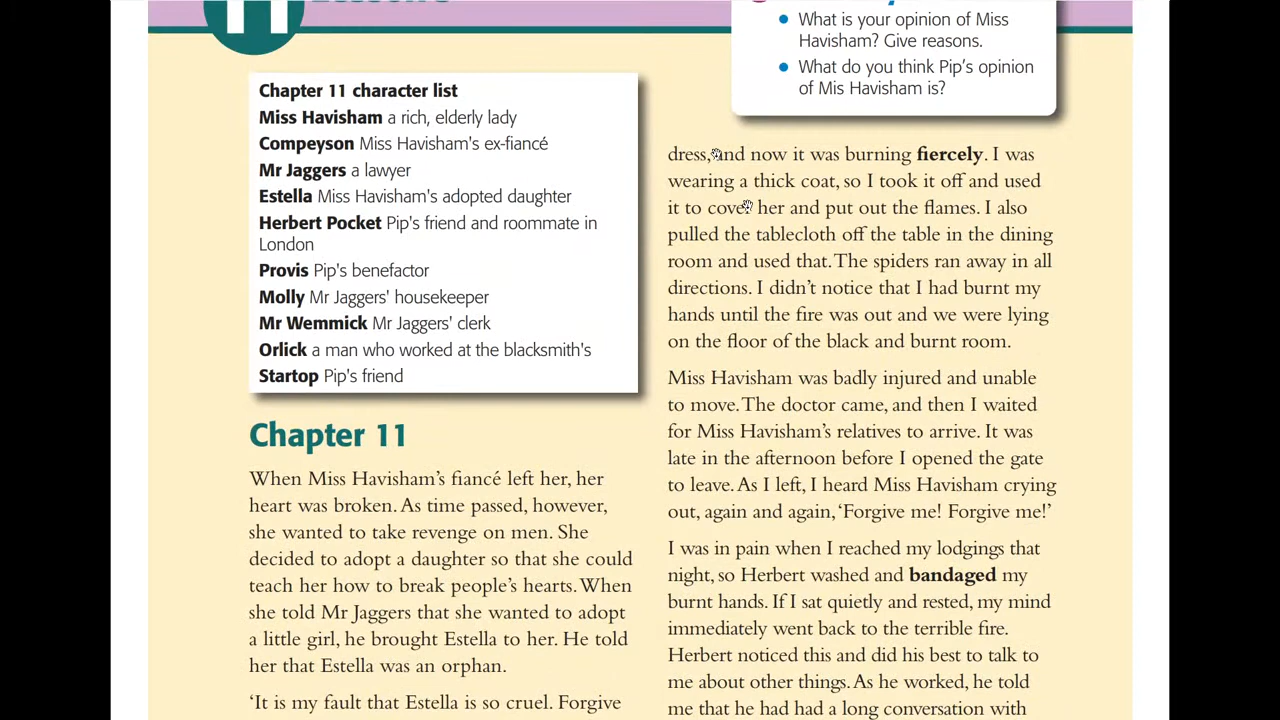 What is your opinion of Miss
Havisham? Give reasons.
What do you think Pip's opinion
of Mis Havisham is?
Chapter 11 character list
Miss Havisham a rich, elderly lady
Compeyson Miss Havisham's ex-fiancé
Mr Jaggers a lawyer
Estella Miss Havisham's adopted daughter
Herbert Pocket Pip's friend and roommate in
London
Provis Pip's benefactor
Molly Mr Jaggers' housekeeper
Mr Wemmick Mr Jaggers' clerk
Orlick a man who worked at the blacksmith's
Startop Pip's friend
Chapter 11
When Miss Havisham's fiancé left her, her
heart was broken. As time passed, however,
she wanted to take revenge on men. She
decided to adopt a daughter so that she could
teach her how to break people's hearts. When
she told Mr Jaggers that she wanted to adopt
a little girl, he brought Estella to her. He told
her that Estella was an orphan.
‘It is my fault that Estella is so cruel. Forgive
dress, and now it was burning fiercely. I was
wearing a thick coat, so I took it off and used
it to cover her and put out the flames. I also
pulled the tablecloth off the table in the dining
room and used that. The spiders ran away in all
directions. I didn't notice that I had burnt my
hands until the fire was out and we were lying
on the floor of the black and burnt room.
Miss Havisham was badly injured and unable
to move. The doctor came, and then I waited
for Miss Havisham's relatives to arrive. It was
late in the afternoon before I opened the gate
to leave. As I left, I heard Miss Havisham crying
out, again and again, ‘Forgive me! Forgive me!’
I was in pain when I reached my lodgings that
night, so Herbert washed and bandaged my
burnt hands. If I sat quietly and rested, my mind
immediately went back to the terrible fire.
Herbert noticed this and did his best to talk to
me about other things. As he worked, he told
me that he had had a long conversation with